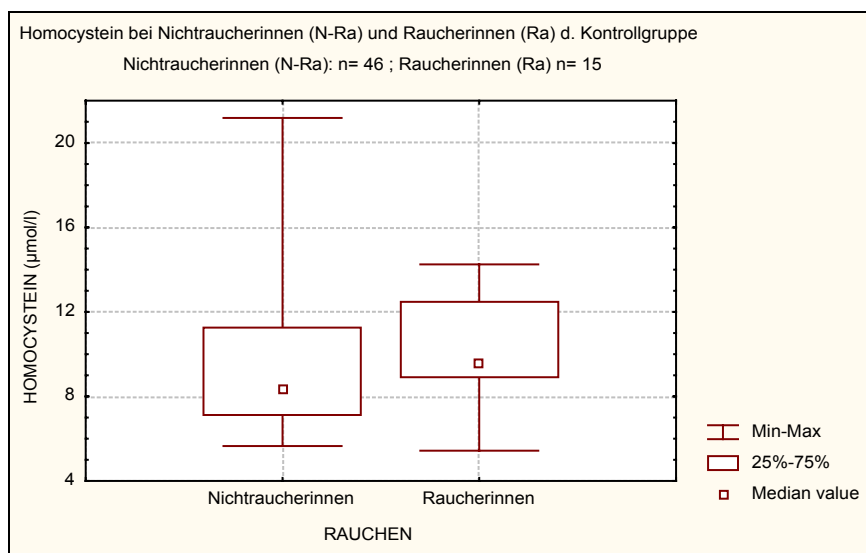 Homocystein bei Nichtraucherinnen (N-Ra) und Raucherinnen (Ra) d. Kontrollgruppe
Nichtraucherinnen (N-Ra): n= 46 ; Raucherinnen (Ra) n= 15
HOMOCYSTEIN (µmol/l)
20
16
12
8
4
Nichtraucherinnen
Raucherinnen
RAUCHEN
Min-Max
25%-75%
Median value